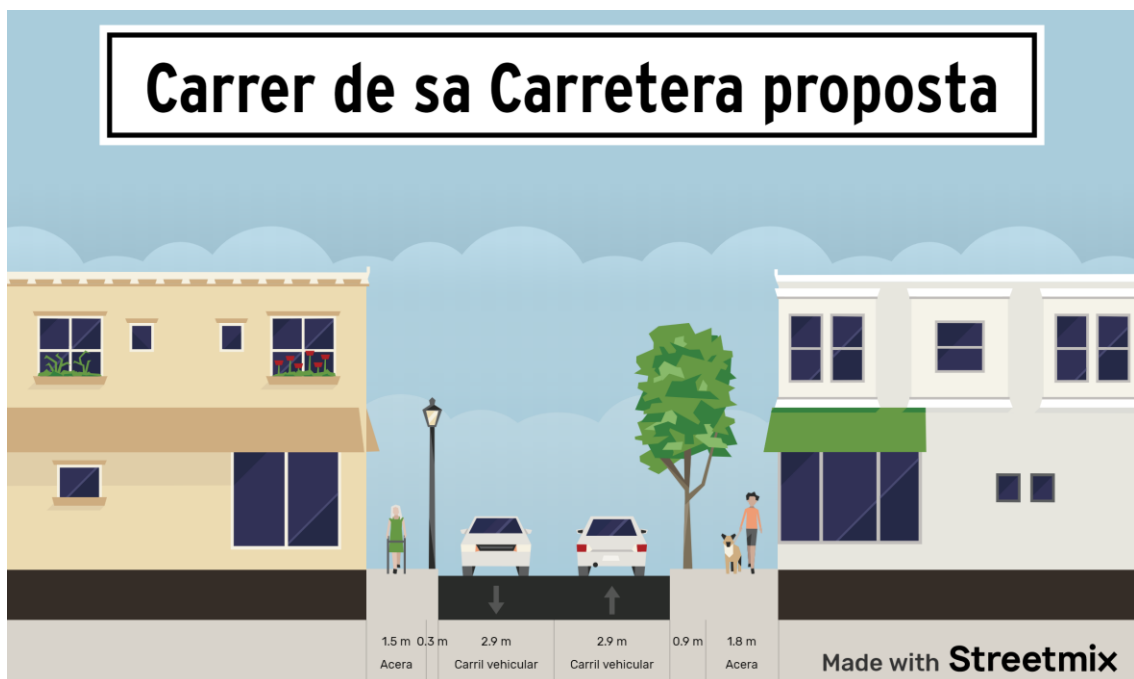 Carrer de sa Carretera proposta
1.5 m 0.3 m 2.9 m 2.9 m 0.9 m 1.8 m
Acera Carril vehicular Carril vehicular Acera
Made with Streetmix